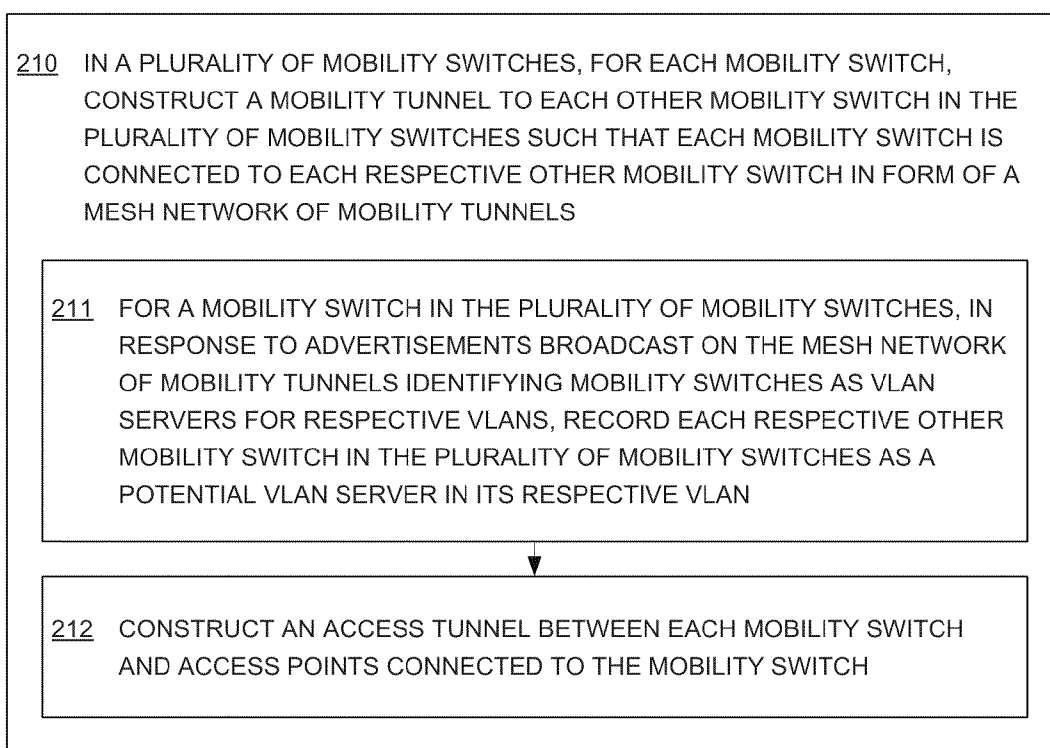 210 IN A PLURALITY OF MOBILITY SWITCHES, FOR EACH MOBILITY SWITCH,
CONSTRUCT A MOBILITY TUNNEL TO EACH OTHER MOBILITY SWITCH IN THE
PLURALITY OF MOBILITY SWITCHES SUCH THAT EACH MOBILITY SWITCH IS
CONNECTED TO EACH RESPECTIVE OTHER MOBILITY SWITCH IN FORM OF A
MESH NETWORK OF MOBILITY TUNNELS
211 FOR A MOBILITY SWITCH IN THE PLURALITY OF MOBILITY SWITCHES, IN
RESPONSE TO ADVERTISEMENTS BROADCAST ON THE MESH NETWORK
OF MOBILITY TUNNELS IDENTIFYING MOBILITY SWITCHES AS VLAN
SERVERS FOR RESPECTIVE VLANS, RECORD EACH RESPECTIVE OTHER
MOBILITY SWITCH IN THE PLURALITY OF MOBILITY SWITCHES AS A
POTENTIAL VLAN SERVER IN ITS RESPECTIVE VLAN
212 CONSTRUCT AN ACCESS TUNNEL BETWEEN EACH MOBILITY SWITCH
AND ACCESS POINTS CONNECTED TO THE MOBILITY SWITCH